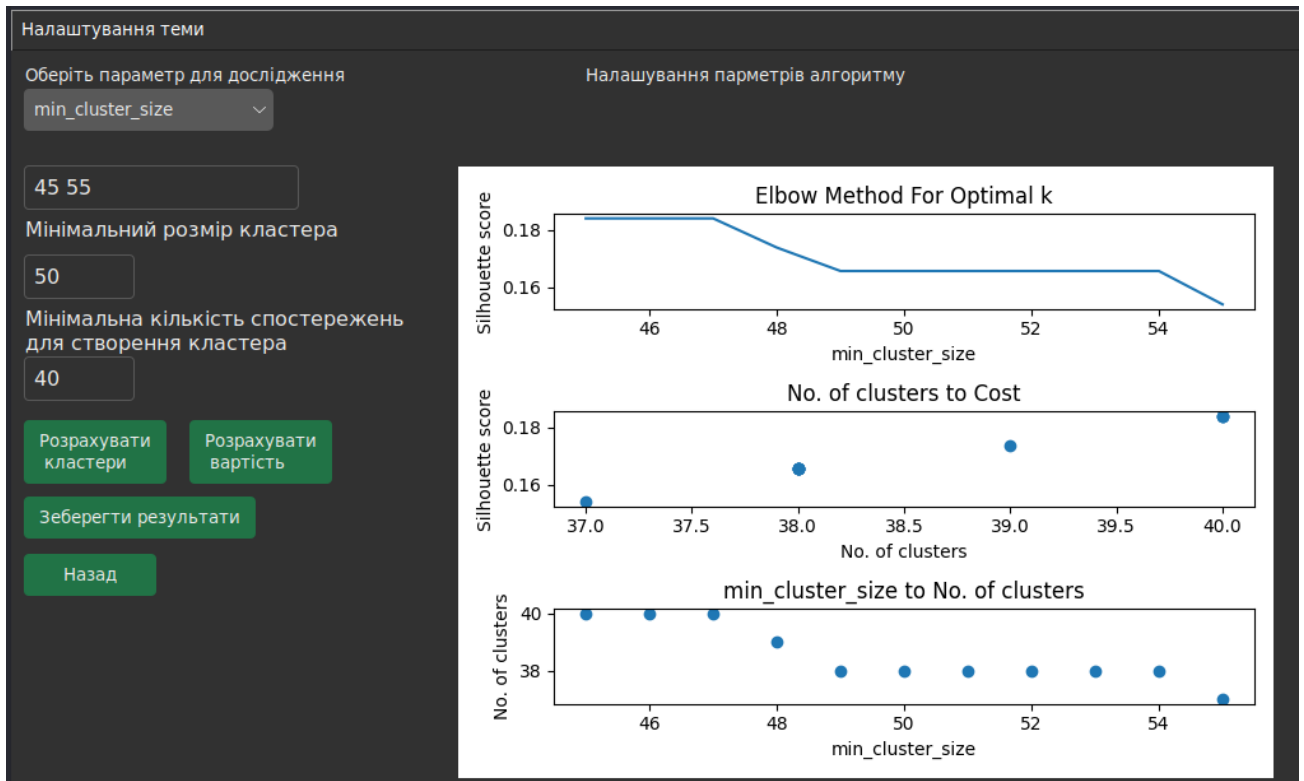 Налаштування теми
Оберіть параметр для дослідження
Налашування парметрів алгоритму
min_cluster_size
45 55
Мінімальний розмір кластера
50
Мінімальна кількість спостережень
для створення кластера
40
Розрахувати
кластери
Розрахувати
вартість
Зеберегти результати
Назад
Elbow Method For Optimal k
Silhouette score
0.18
0.16
46 48 50 52 54
min_cluster_size
No. of clusters to Cost
Silhouette score
0.18
0.16
37.0 37.5 38.0 38.5 39.0 39.5 40.0
No. of clusters
min_cluster_size to No. of clusters
No. of clusters
40
38
46 48 50 52 54
min_cluster_size